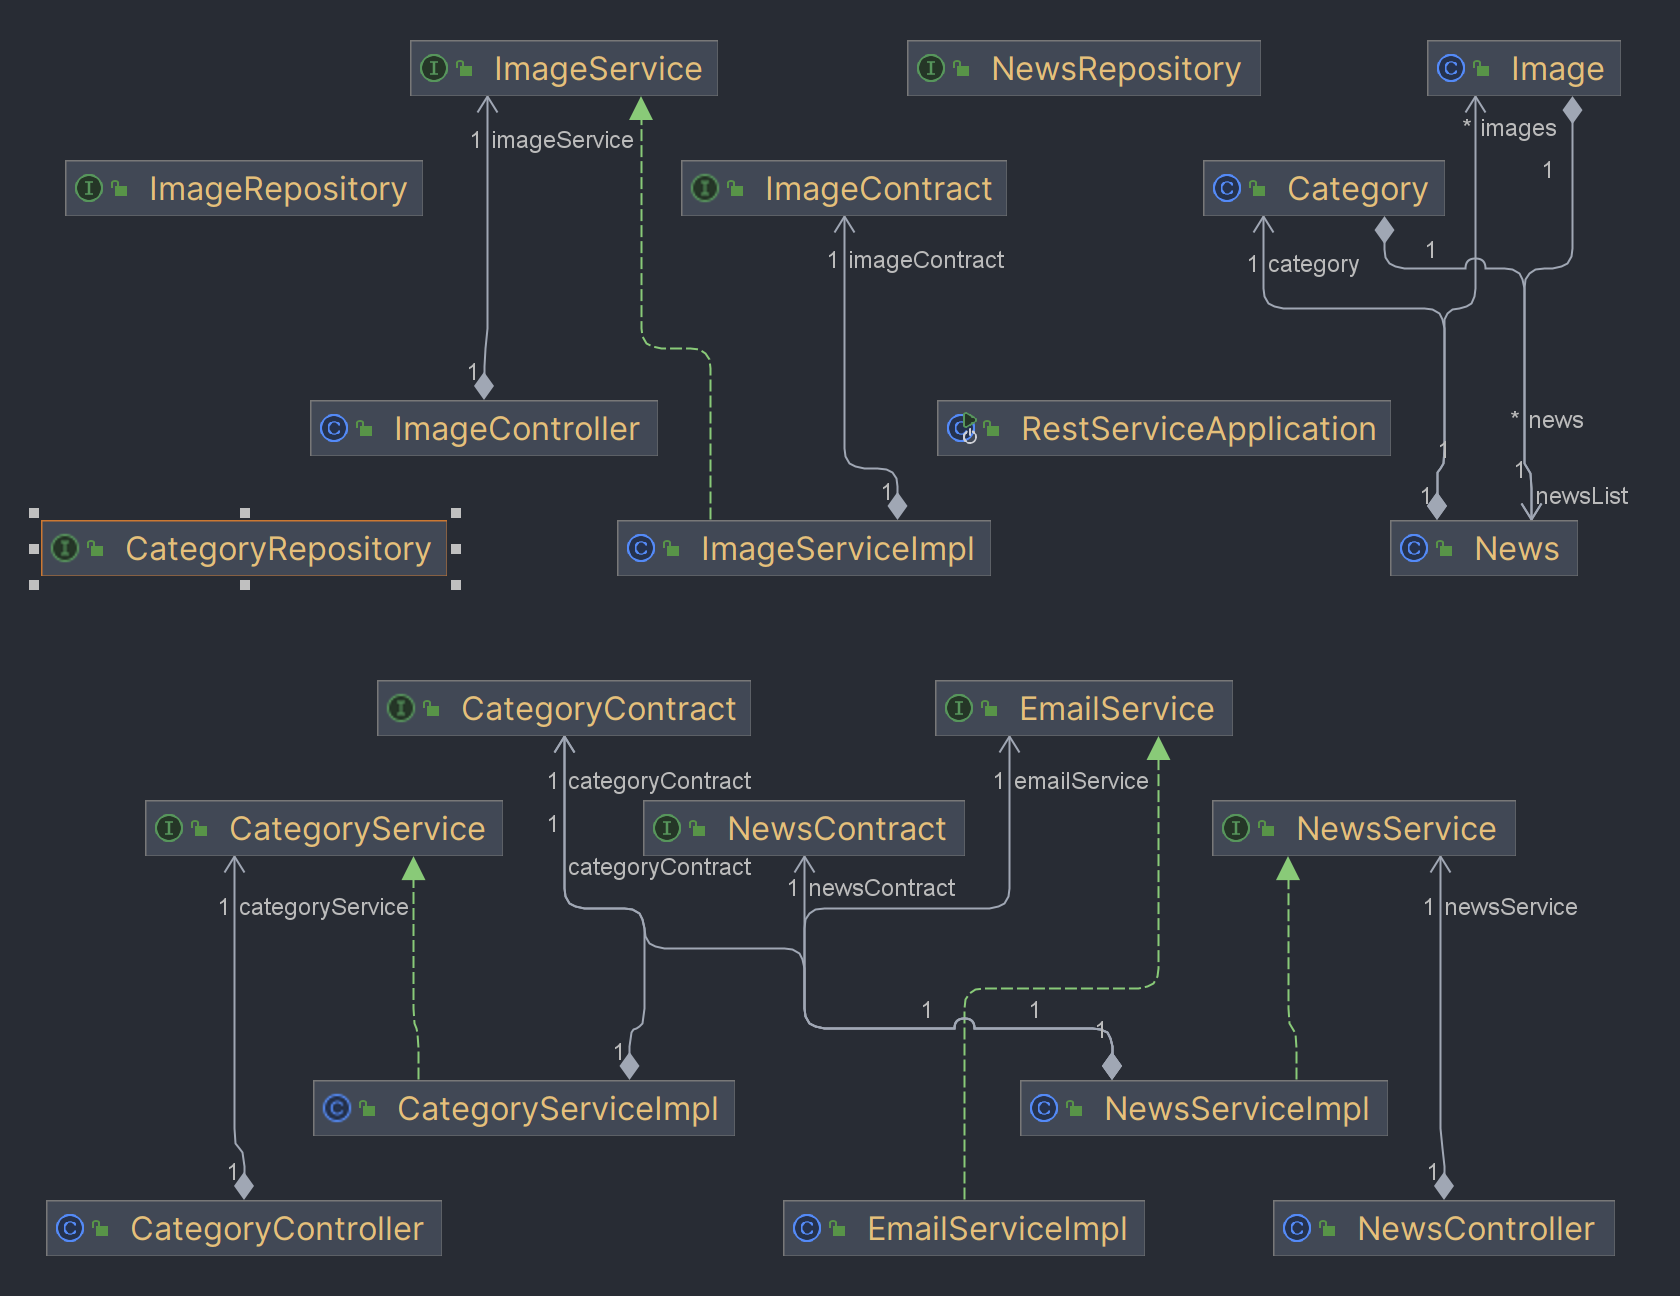 I ImageService
I NewsRepository
C Image
1 imageService
* images
1
I ImageRepository
I ImageContract
C Category
1 imageContract
1
1 category
1
C ImageController
C RestServiceApplication
* news
1
1
1
1
newsList
I CategoryRepository
C ImageServiceImpl
C News
I CategoryContract
I EmailService
1 categoryContract
1 emailService
1
I CategoryService
I NewsContract
I NewsService
categoryContract
1 newsContract
1 categoryService
1 newsService
1
1
1
1
C CategoryServiceImpl
C NewsServiceImpl
1
1
C CategoryController
C EmailServiceImpl
C NewsController